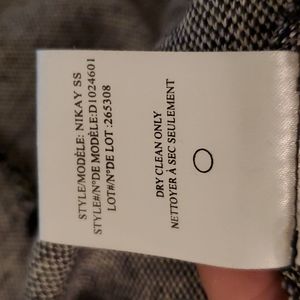 STYLE/MODÈLE: NIKAY SS
STYLE#/N°DE MODÈLE:D1024601
LOT#/N°DE LOT :265308
DRY CLEAN ONLY
NETTOYER À SEC SEULEMENT